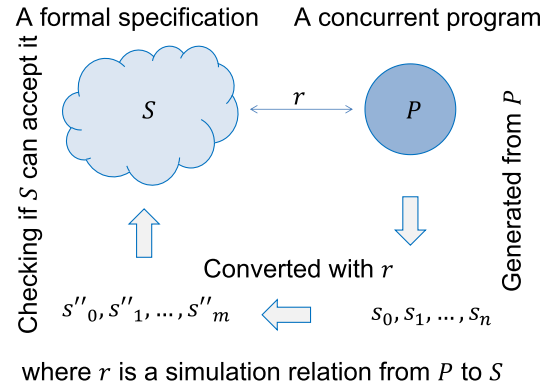 A formal specification
A concurrent program
Checking if S can accept it
S
r
P
Generated from P
Converted with r
s''₀, s''₁, …, s''ₘ
s₀, s₁, … , sₙ
where r is a simulation relation from P to S